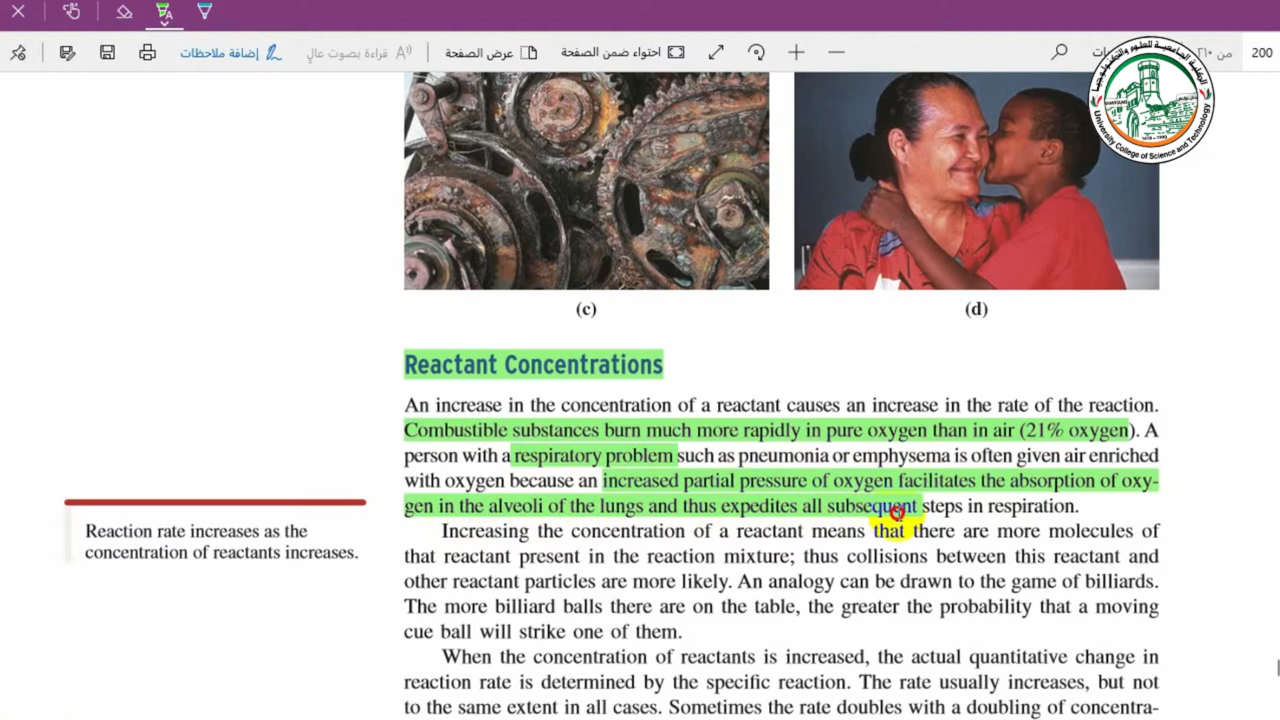 إضافة ملاحظات
قراءة بصوت عالٍ
عرض الصفحة
احتواء ضمن الصفحة
من ٢١٠
200
University College of Science and Technology
(c)
(d)
Reactant Concentrations
An increase in the concentration of a reactant causes an increase in the rate of the reaction.
Combustible substances burn much more rapidly in pure oxygen than in air (21% oxygen). A
person with a respiratory problem such as pneumonia or emphysema is often given air enriched
with oxygen because an increased partial pressure of oxygen facilitates the absorption of oxy-
gen in the alveoli of the lungs and thus expedites all subsequent steps in respiration.
Reaction rate increases as the
concentration of reactants increases.
Increasing the concentration of a reactant means that there are more molecules of
that reactant present in the reaction mixture; thus collisions between this reactant and
other reactant particles are more likely. An analogy can be drawn to the game of billiards.
The more billiard balls there are on the table, the greater the probability that a moving
cue ball will strike one of them.
When the concentration of reactants is increased, the actual quantitative change in
reaction rate is determined by the specific reaction. The rate usually increases, but not
to the same extent in all cases. Sometimes the rate doubles with a doubling of concentra-